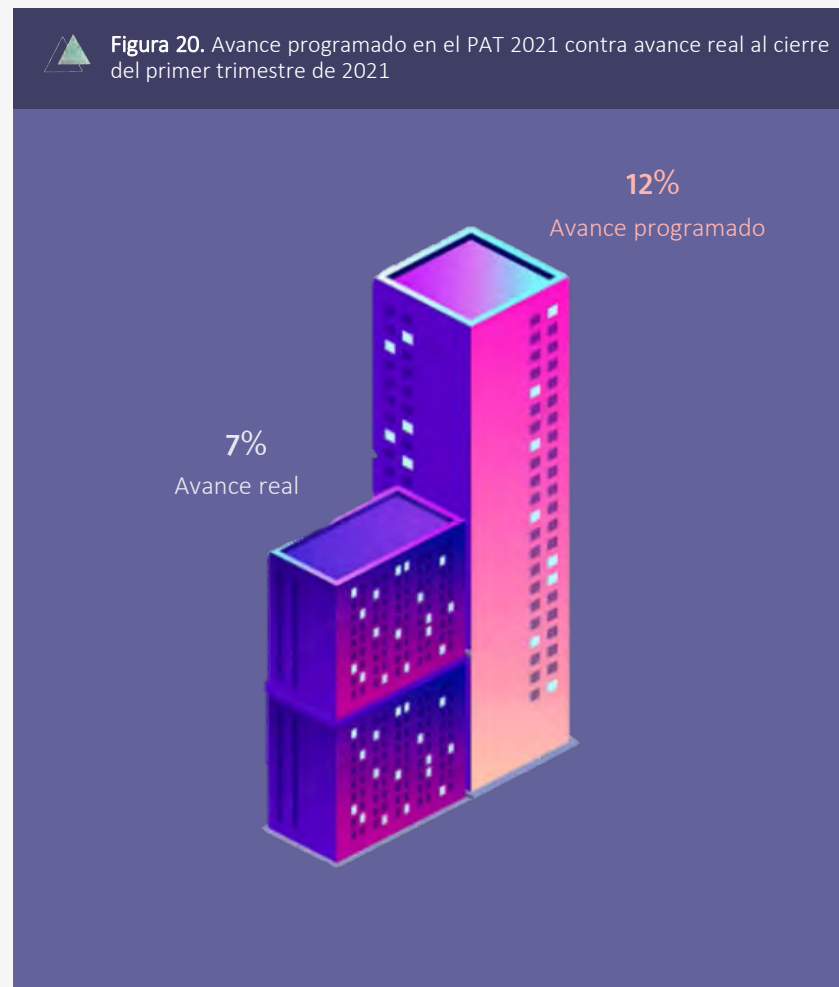 Figura 20. Avance programado en el PAT 2021 contra avance real al cierre
del primer trimestre de 2021
12%
Avance programado
7%
Avance real